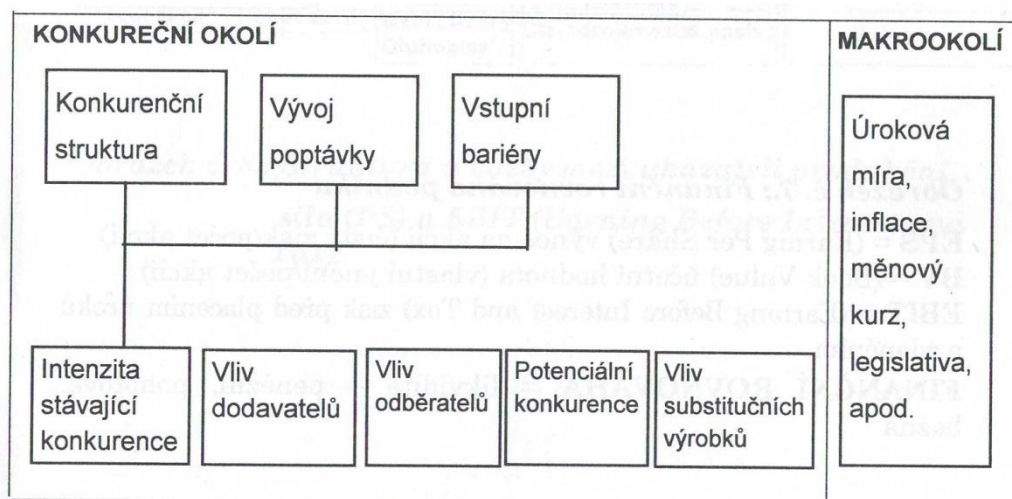 KONKUREČNÍ OKOLÍ
MAKROOKOLÍ
Konkurenční
struktura
Vývoj
poptávky
Vstupní
bariéry
Úroková
míra,
inflace,
měnový
kurz,
legislativa,
apod.
Intenzita
stávající
konkurence
Vliv
dodavatelů
Vliv
odběratelů
Potenciální
konkurence
Vliv
substitučních
výrobků